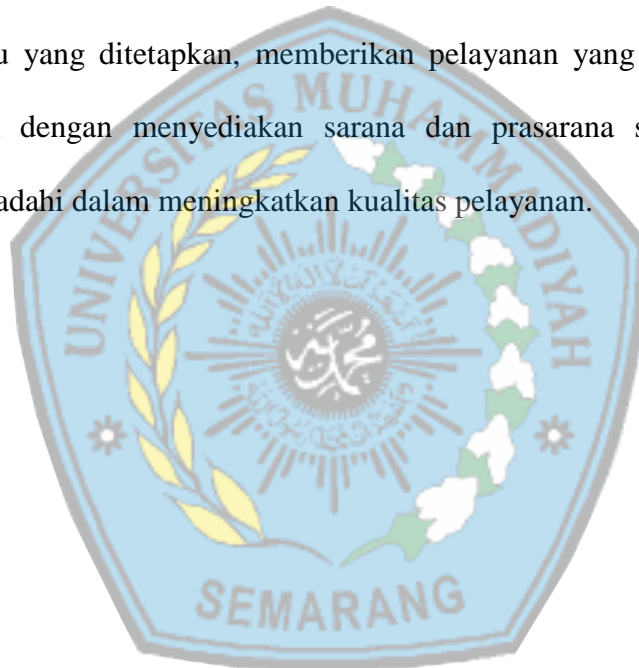 u yang ditetapkan, memberikan pelayanan yang
dengan menyediakan sarana dan prasarana s
adahi dalam meningkatkan kualitas pelayanan.
UNIVERSITAS MUHAMMADIYAH
SEMARANG